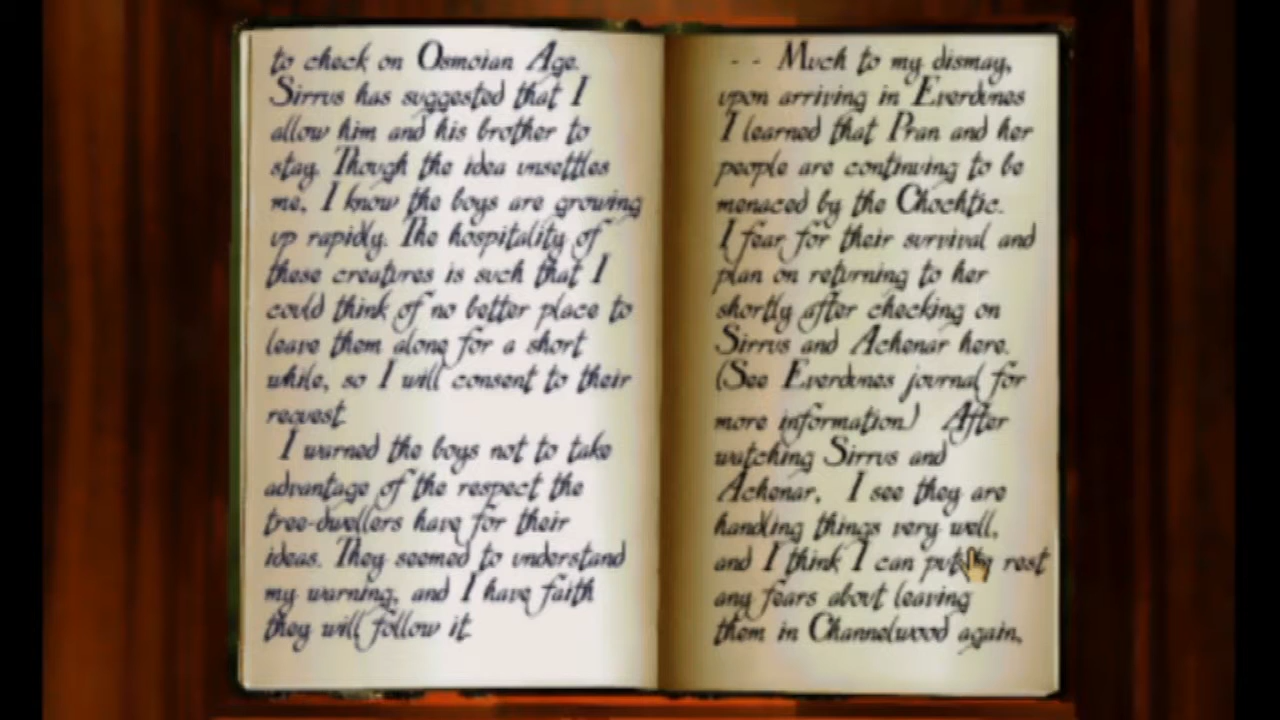 to check on Osmoian Age.
Sirrus has suggested that I
allow him and his brother to
stay. Though the idea unsettles
me, I know the boys are growing
up rapidly. The hospitality of
these creatures is such that I
could think of no better place to
leave them alone for a short
while, so I will consent to their
request.
I warned the boys not to take
advantage of the respect the
tree-dwellers have for their
ideas. They seemed to understand
my warning, and I have faith
they will follow it.
- - Much to my dismay,
upon arriving in Everdunes
I learned that Pran and her
people are continuing to be
menaced by the Chochtic.
I fear for their survival and
plan on returning to her
shortly after checking on
Sirrus and Achenar here.
(See Everdunes journal for
more information) After
watching Sirrus and
Achenar, I see they are
handling things very well,
and I think I can put to rest
any fears about leaving
them in Channelwood again.